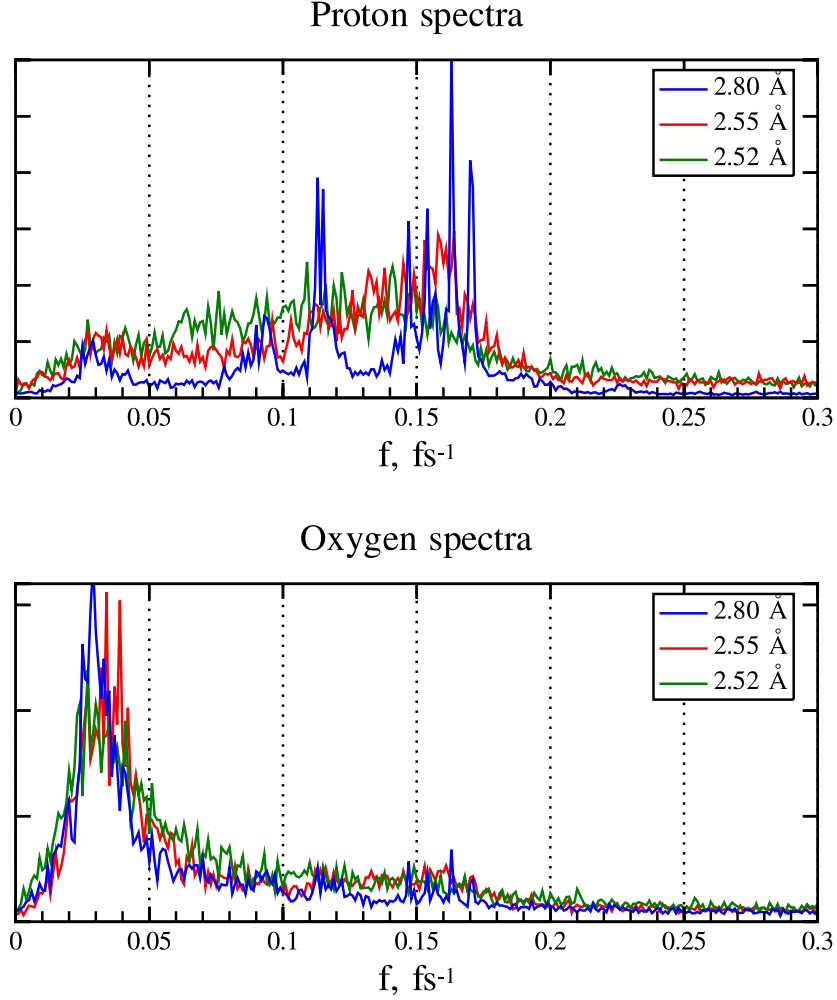 Proton spectra
2.80 Å
2.55 Å
2.52 Å
0 0.05 0.1 0.15 0.2 0.25 0.3
f, fs-1
Oxygen spectra
2.80 Å
2.55 Å
2.52 Å
0 0.05 0.1 0.15 0.2 0.25 0.3
f, fs-1